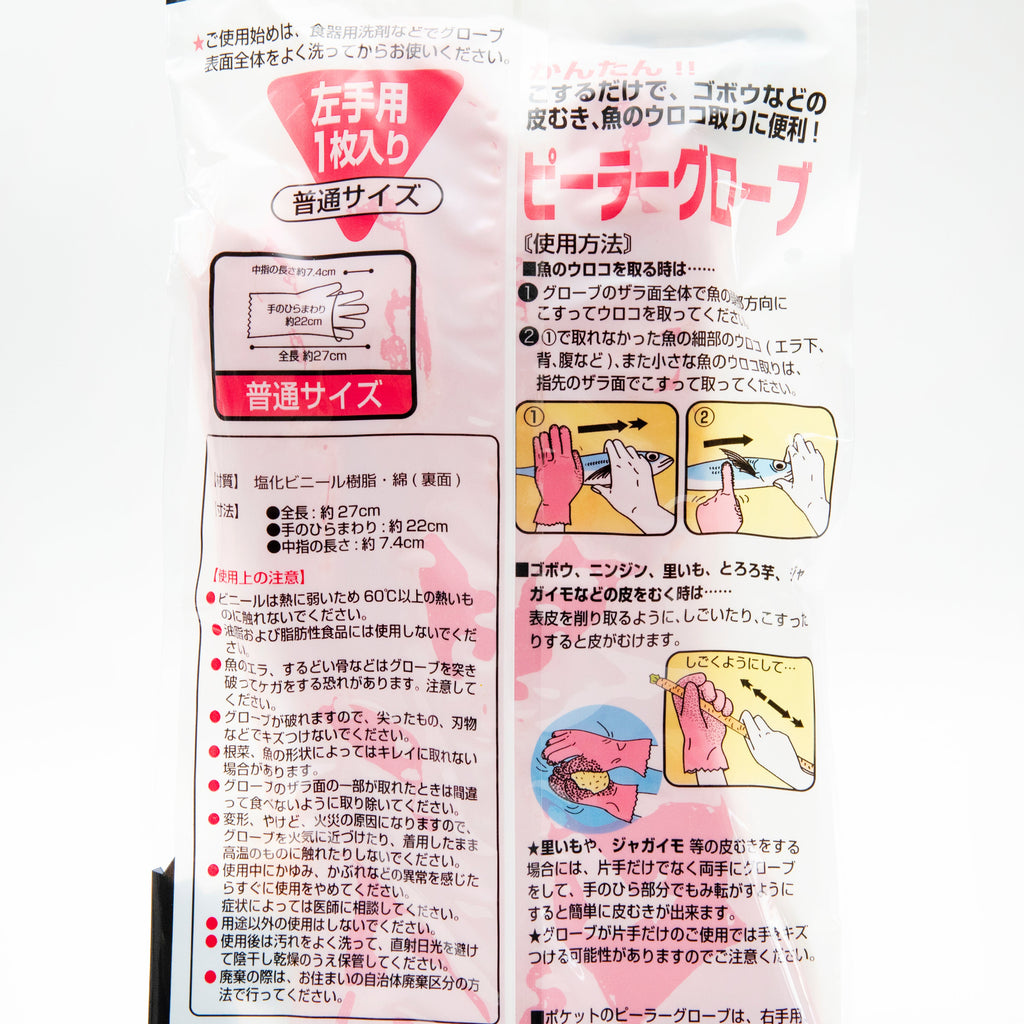 ★ご使用始めは、食器用洗剤などでグローブ
表面全体をよく洗ってからお使いください。
左手用
1枚入り
普通サイズ
中指の長さ約7.4cm
手のひらまわり
約22cm
全長 約27cm
普通サイズ
材質】 塩化ビニール樹脂・綿(裏面)
寸法】 ●全長:約27cm
●手のひらまわり:約22cm
●中指の長さ:約7.4cm
【使用上の注意】
●ビニールは熱に弱いため60℃以上の熱いも
のに触れないでください。
●油脂および脂肪性食品には使用しないでくだ
さい。
●魚のエラ、するどい骨などはグローブを突き
破ってケガをする恐れがあります。注意して
ください。
●グローブが破れますので、尖ったもの、刃物
などでキズつけないでください。
●根菜、魚の形状によってはキレイに取れない
場合があります。
●グローブのザラ面の一部が取れたときは間違
って食べないように取り除いてください。
●変形、やけど、火災の原因になりますので、
グローブを火気に近づけたり、着用したまま
高温のものに触れたりしないでください。
●使用中にかゆみ、かぶれなどの異常を感じた
らすぐに使用をやめてください。
症状によっては医師に相談してください。
●用途以外の使用はしないでください。
●使用後は汚れをよく洗って、直射日光を避け
て陰干し乾燥のうえ保管してください。
●廃棄の際は、お住まいの自治体廃棄区分の方
法で行ってください。
かんたん!!
こするだけで、ゴボウなどの
皮むき、魚のウロコ取りに便利!
ピーラーグローブ
〔使用方法〕
■魚のウロコを取る時は……
❶グローブのザラ面全体で魚の部方向に
こすってウロコを取ってください。
❷①で取れなかった魚の細部のウロコ(エラ下、
背、腹など)、また小さな魚のウロコ取りは、
指先のザラ面でこすって取ってください。
① ②
■ゴボウ、ニンジン、里いも、とろろ芋、ジャ
ガイモなどの皮をむく時は……
表皮を削り取るように、しごいたり、こすった
りすると皮がむけます。
しごくようにして…
★里いもや、ジャガイモ 等の皮むきをする
場合には、片手だけでなく両手にグローブ
をして、手のひら部分でもみ転がすように
すると簡単に皮むきが出来ます。
★グローブが片手だけのご使用では手をキズ
つける可能性がありますのでご注意ください。
■ポケットのピーラーグローブは、右手用